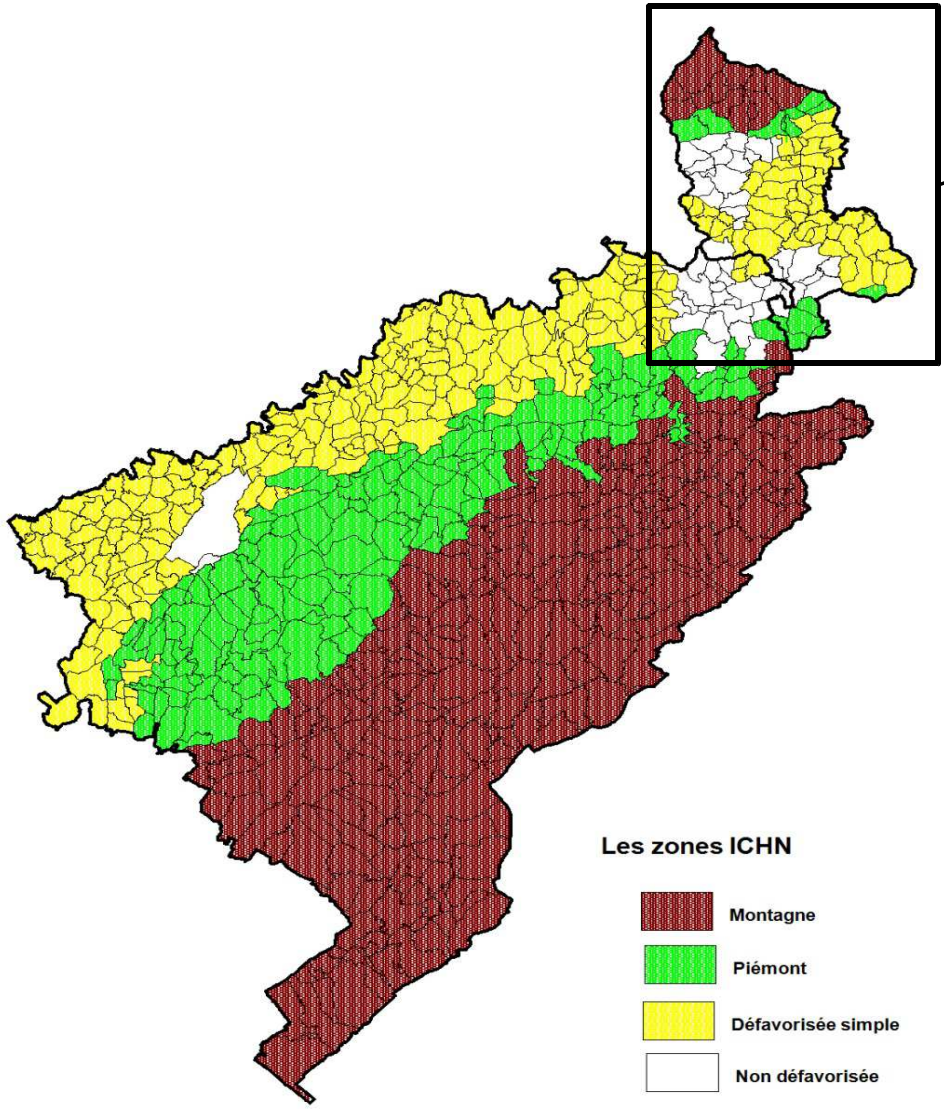 Les zones ICHN
Montagne
Piémont
Défavorisée simple
Non défavorisée